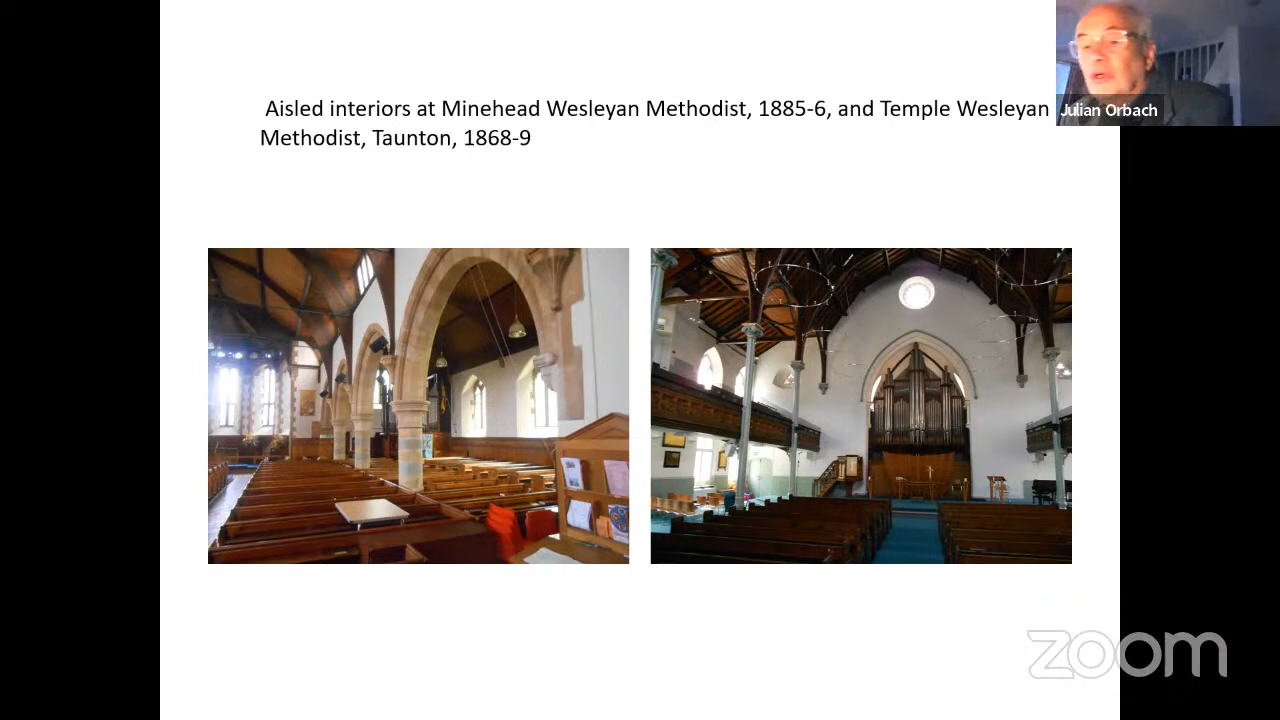 Aisled interiors at Minehead Wesleyan Methodist, 1885-6, and Temple Wesleyan
Methodist, Taunton, 1868-9
Julian Orbach
zoom